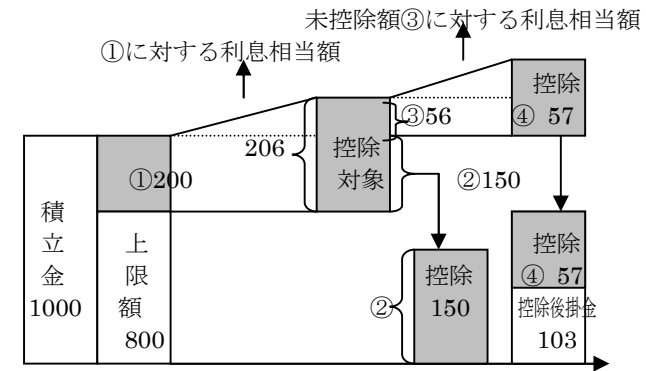 未控除額③に対する利息相当額
①に対する利息相当額
控除
④ 57
③56
206
控除
対象
①200
②150
積
立
金
1000
上
限
額
800
②
控除
150
控除
④ 57
控除後掛金
103